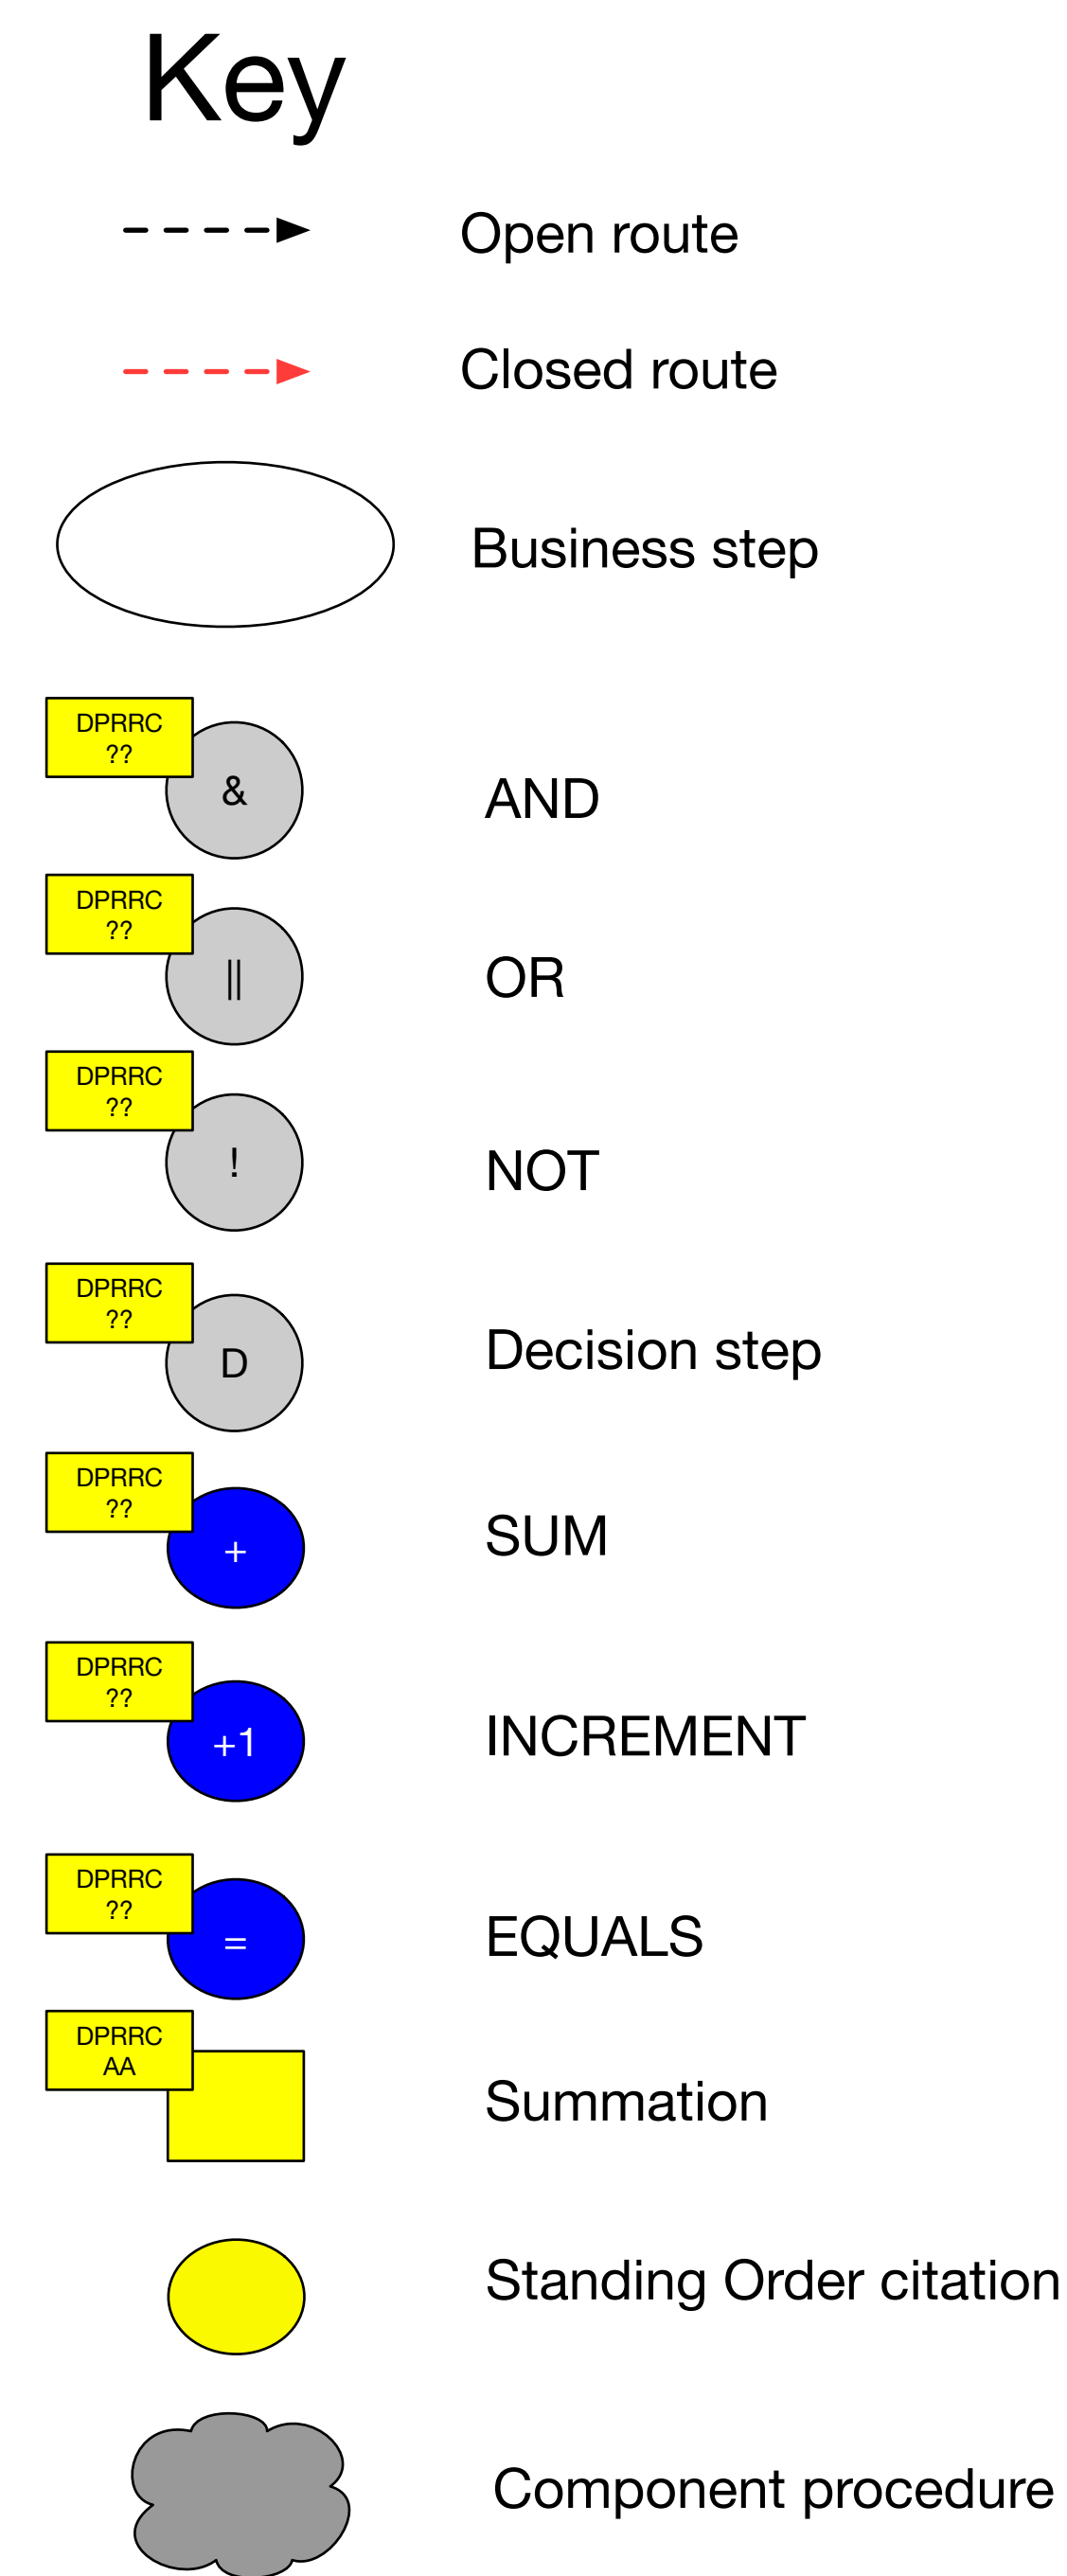 Key
Open route
Closed route
Business step
DPRRC
??
&
AND
DPRRC
??
||
OR
DPRRC
??
!
NOT
DPRRC
??
D
Decision step
DPRRC
??
+
SUM
DPRRC
??
+1
INCREMENT
DPRRC
??
=
EQUALS
DPRRC
AA
Summation
Standing Order citation
Component procedure